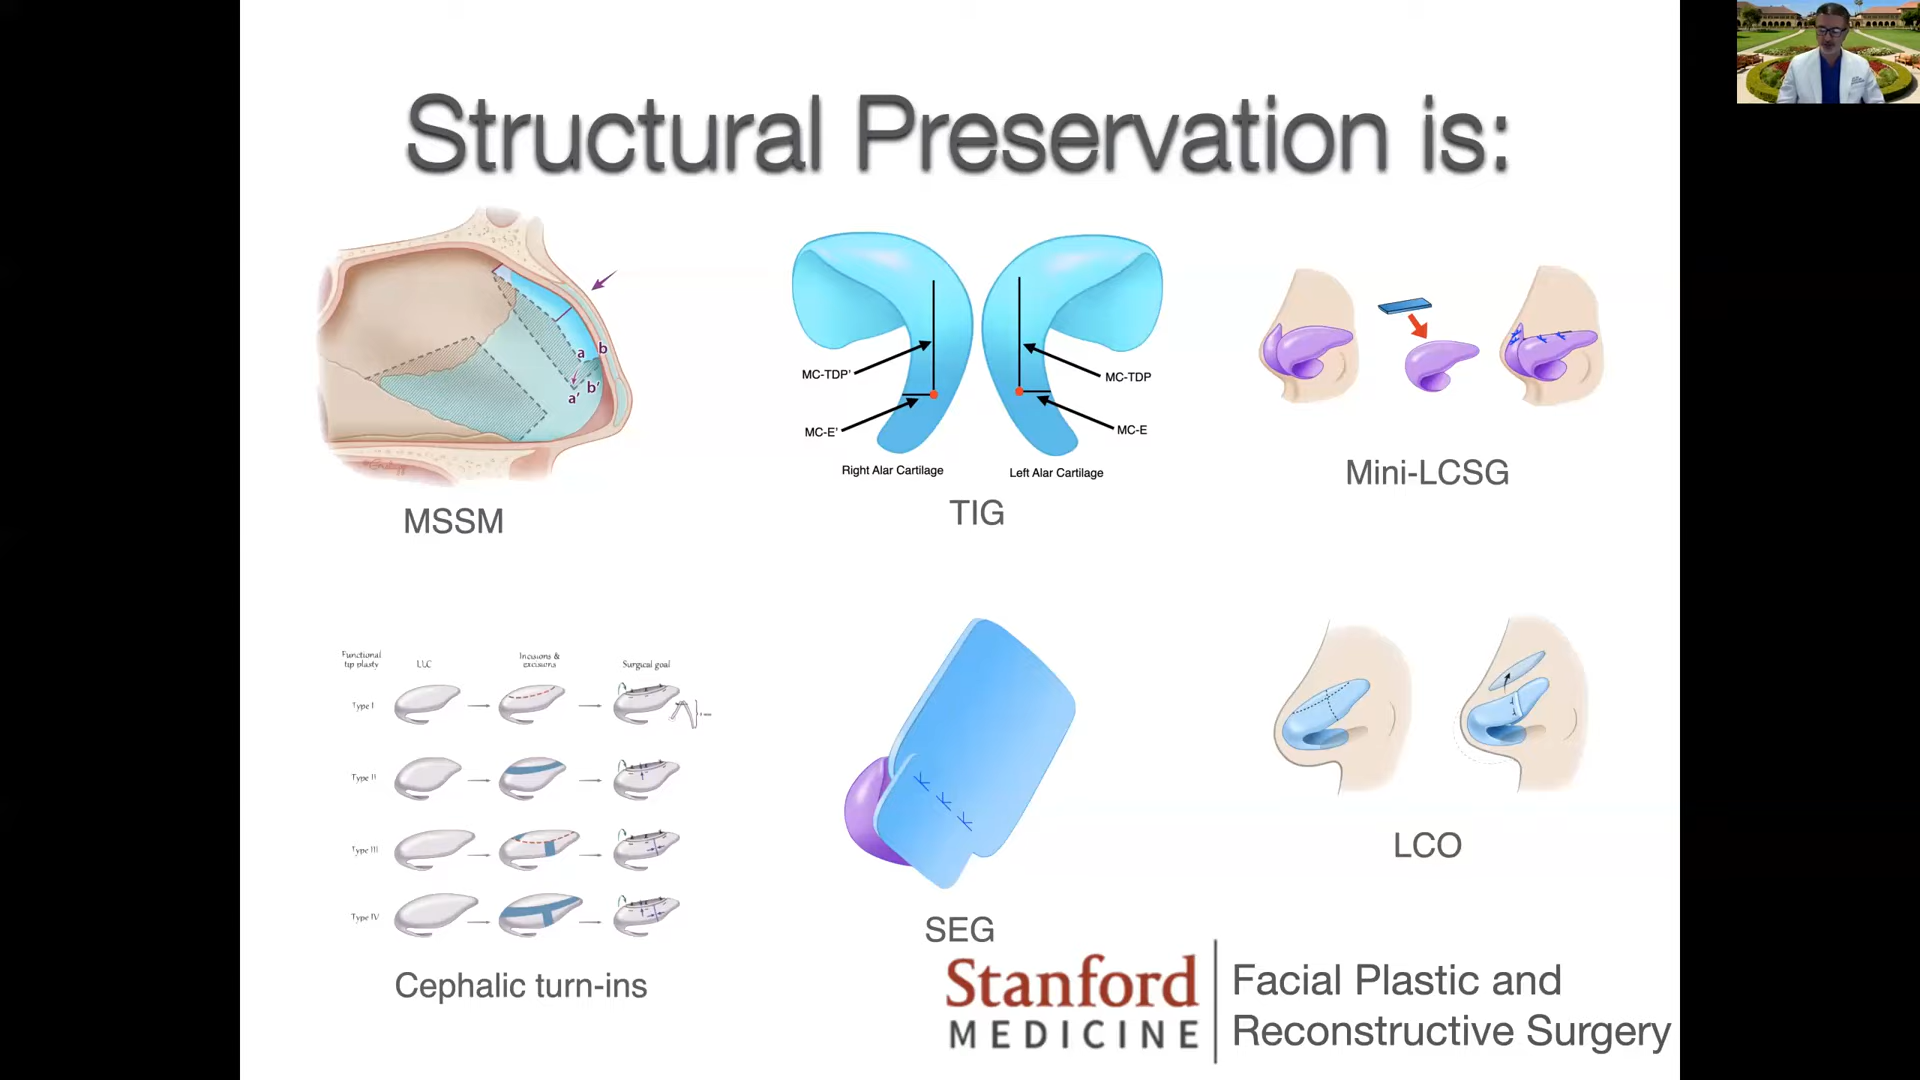 Structural Preservation is:
a
b
b'
a'
MSSM
MC-TDP'
MC-TDP
MC-E'
MC-E
Right Alar Cartilage
Left Alar Cartilage
TIG
Mini-LCSG
Functional
tip plasty
LLC
Incisions &
excisions
Surgical goal
Type I
Type II
Type III
Type IV
Cephalic turn-ins
SEG
LCO
Stanford
MEDICINE
Facial Plastic and
Reconstructive Surgery